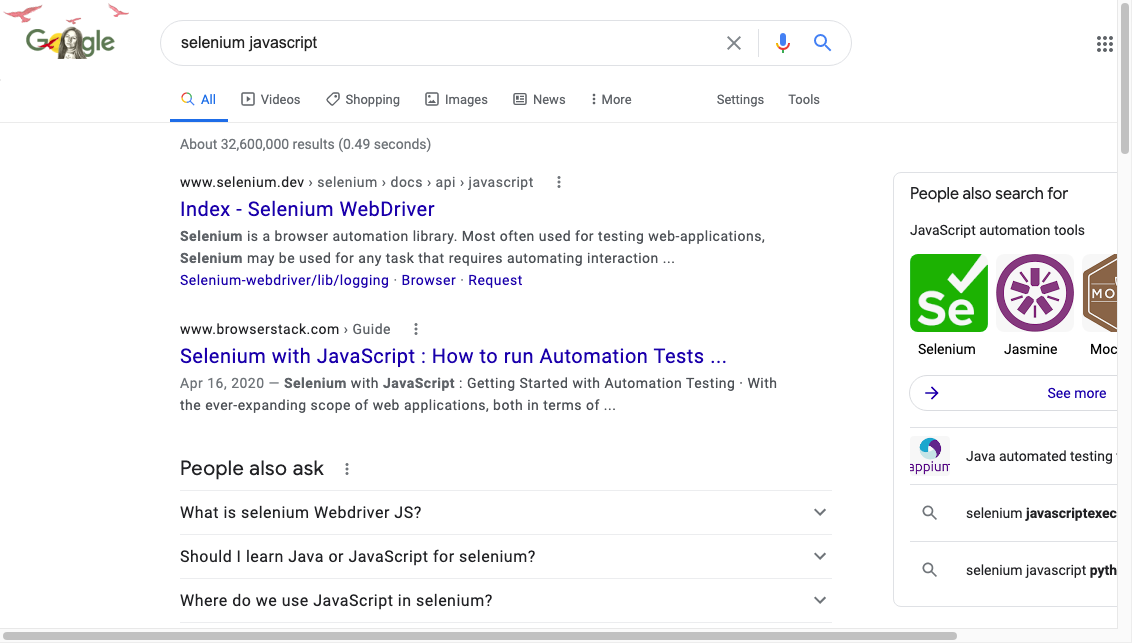 Google
selenium javascript
All
Videos
Shopping
Images
News
More
Settings
Tools
About 32,600,000 results (0.49 seconds)
www.selenium.dev › selenium › docs › api › javascript
Index - Selenium WebDriver
Selenium is a browser automation library. Most often used for testing web-applications,
Selenium may be used for any task that requires automating interaction ...
Selenium-webdriver/lib/logging · Browser · Request
www.browserstack.com › Guide
Selenium with JavaScript : How to run Automation Tests ...
Apr 16, 2020 — Selenium with JavaScript : Getting Started with Automation Testing · With
the ever-expanding scope of web applications, both in terms of ...
People also ask
What is selenium Webdriver JS?
Should I learn Java or JavaScript for selenium?
Where do we use JavaScript in selenium?
People also search for
JavaScript automation tools
Se
MO
Selenium
Jasmine
Moc
See more
appium
Java automated testing
selenium javascriptexec
selenium javascript pyth